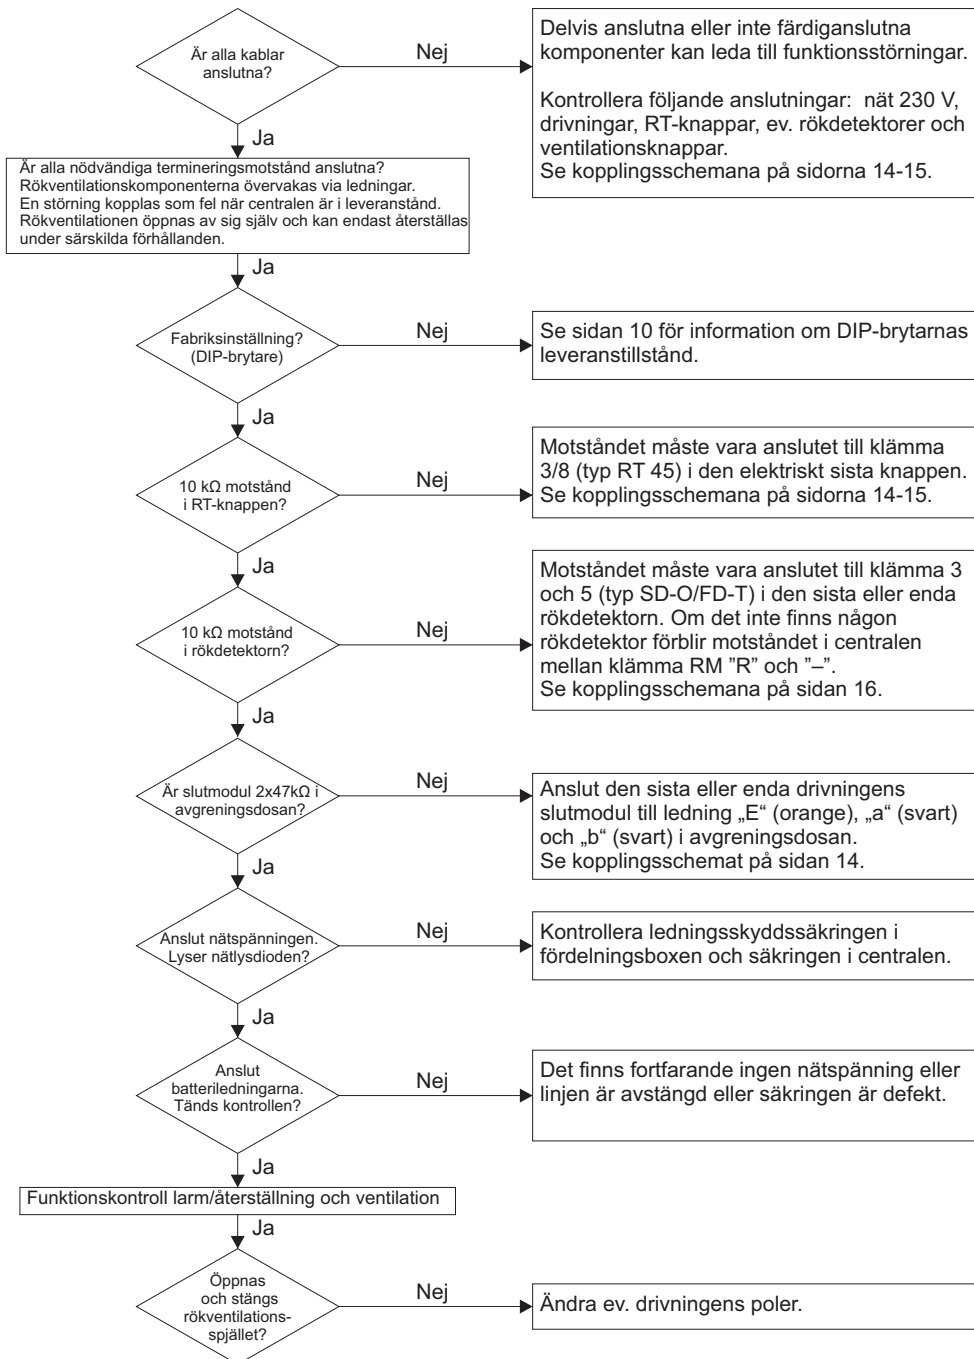 Är alla kablar
anslutna?
Nej
Delvis anslutna eller inte färdiganslutna
komponenter kan leda till funktionsstörningar.
Kontrollera följande anslutningar: nät 230 V,
drivningar, RT-knappar, ev. rökdetektorer och
ventilationsknappar.
Se kopplingsschemana på sidorna 14-15.
Ja
Är alla nödvändiga termineringsmotstånd anslutna?
Rökventilationskomponenterna övervakas via ledningar.
En störning kopplas som fel när centralen är i leveranstånd.
Rökventilationen öppnas av sig själv och kan endast återställas
under särskilda förhållanden.
Ja
Fabriksinställning?
(DIP-brytare)
Nej
Se sidan 10 för information om DIP-brytarnas
leveranstillstånd.
Ja
10 kΩ motstånd
i RT-knappen?
Nej
Motståndet måste vara anslutet till klämma
3/8 (typ RT 45) i den elektriskt sista knappen.
Se kopplingsschemana på sidorna 14-15.
Ja
10 kΩ motstånd
i rökdetektorn?
Nej
Motståndet måste vara anslutet till klämma 3
och 5 (typ SD-O/FD-T) i den sista eller enda
rökdetektorn. Om det inte finns någon
rökdetektor förblir motståndet i centralen
mellan klämma RM ”R” och ”–”.
Se kopplingsschemana på sidan 16.
Ja
Är slutmodul 2x47kΩ i
avgreningsdosan?
Nej
Anslut den sista eller enda drivningens
slutmodul till ledning „E“ (orange), „a“ (svart)
och „b“ (svart) i avgreningsdosan.
Se kopplingsschemat på sidan 14.
Ja
Anslut nätspänningen.
Lyser nätlysdioden?
Nej
Kontrollera ledningsskyddssäkringen i
fördelningsboxen och säkringen i centralen.
Ja
Anslut
batteriledningarna.
Tänds kontrollen?
Nej
Det finns fortfarande ingen nätspänning eller
linjen är avstängd eller säkringen är defekt.
Ja
Funktionskontroll larm/återställning och ventilation
Ja
Öppnas
och stängs
rökventilations-
spjället?
Nej
Ändra ev. drivningens poler.